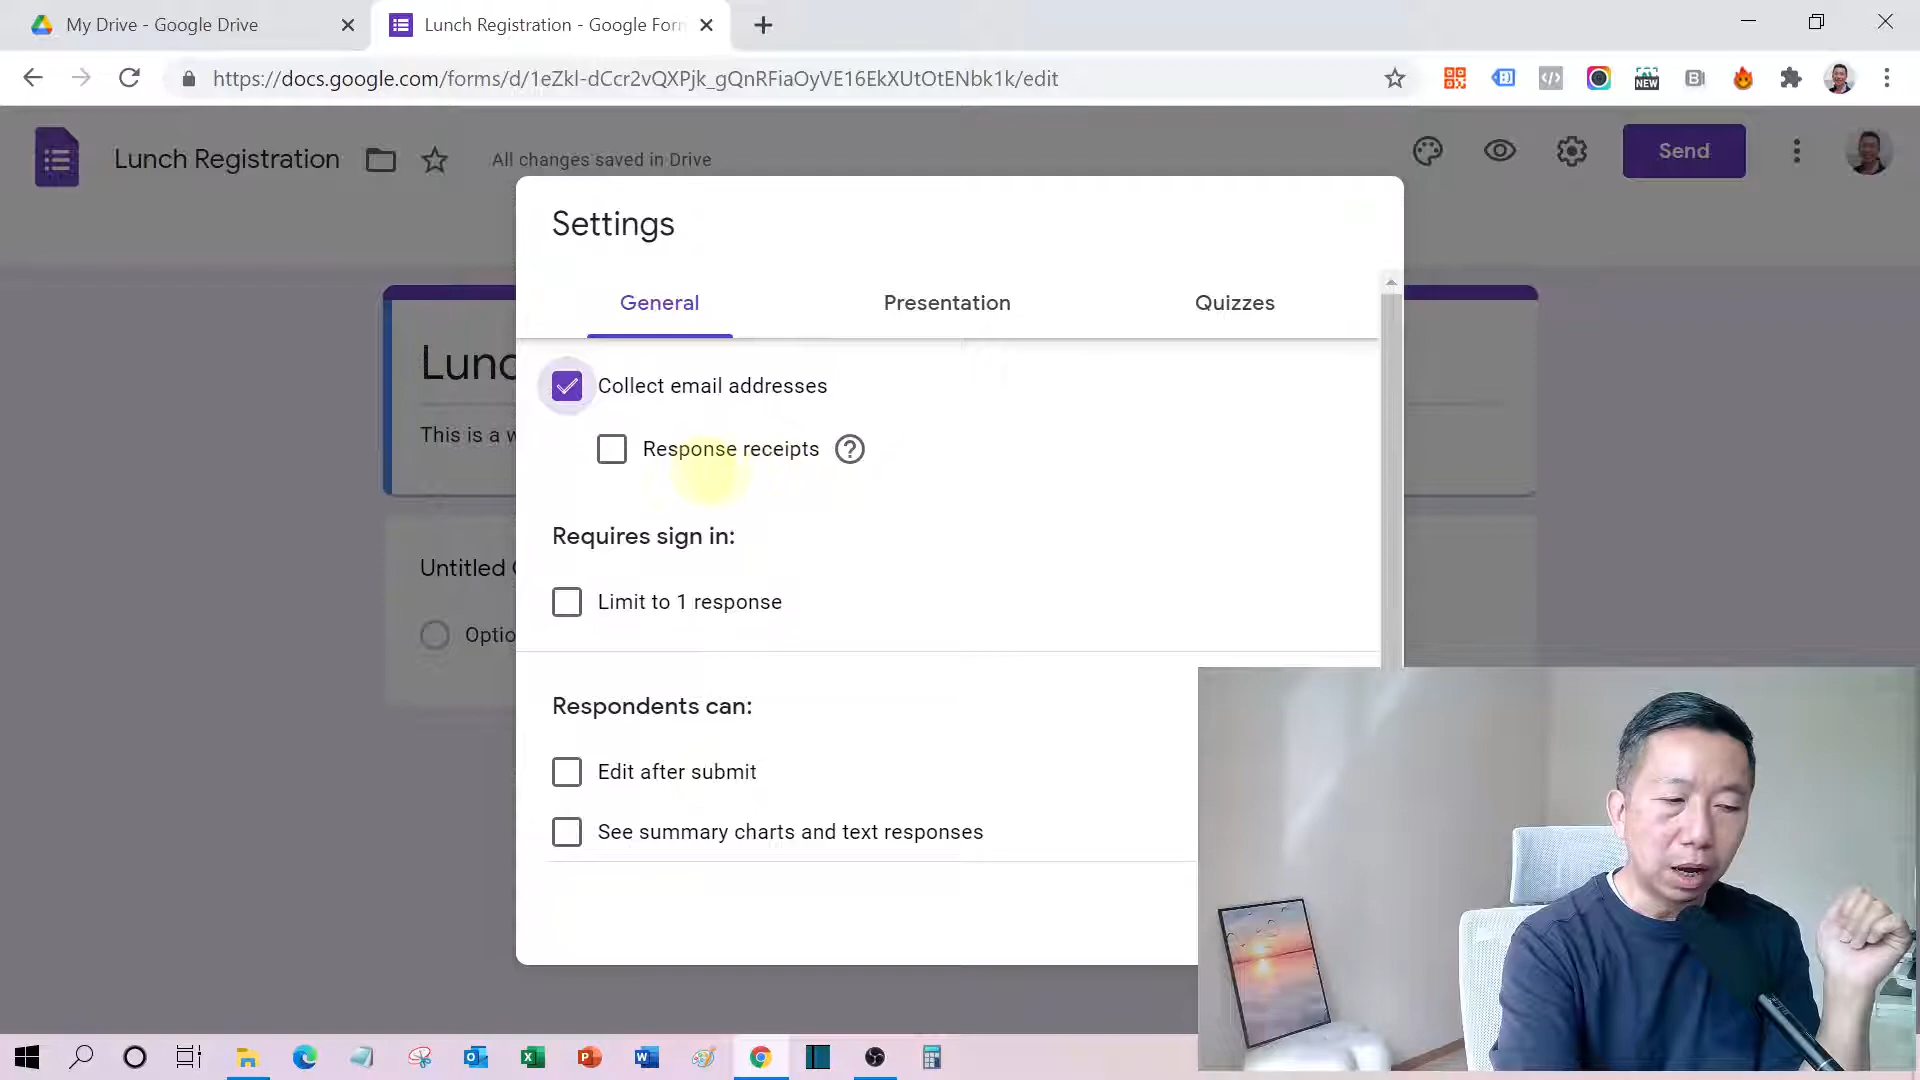 My Drive - Google Drive
Lunch Registration - Google Form
https://docs.google.com/forms/d/1eZkl-dCcr2vQXPjk_gQnRFiaOyVE16EkXUtOtENbk1k/edit
NEW
Lunch Registration
All changes saved in Drive
Send
Settings
General
Presentation
Quizzes
Lunc
Collect email addresses
This is a w
Response receipts
Requires sign in:
Untitled
Limit to 1 response
Optio
Respondents can:
Edit after submit
See summary charts and text responses